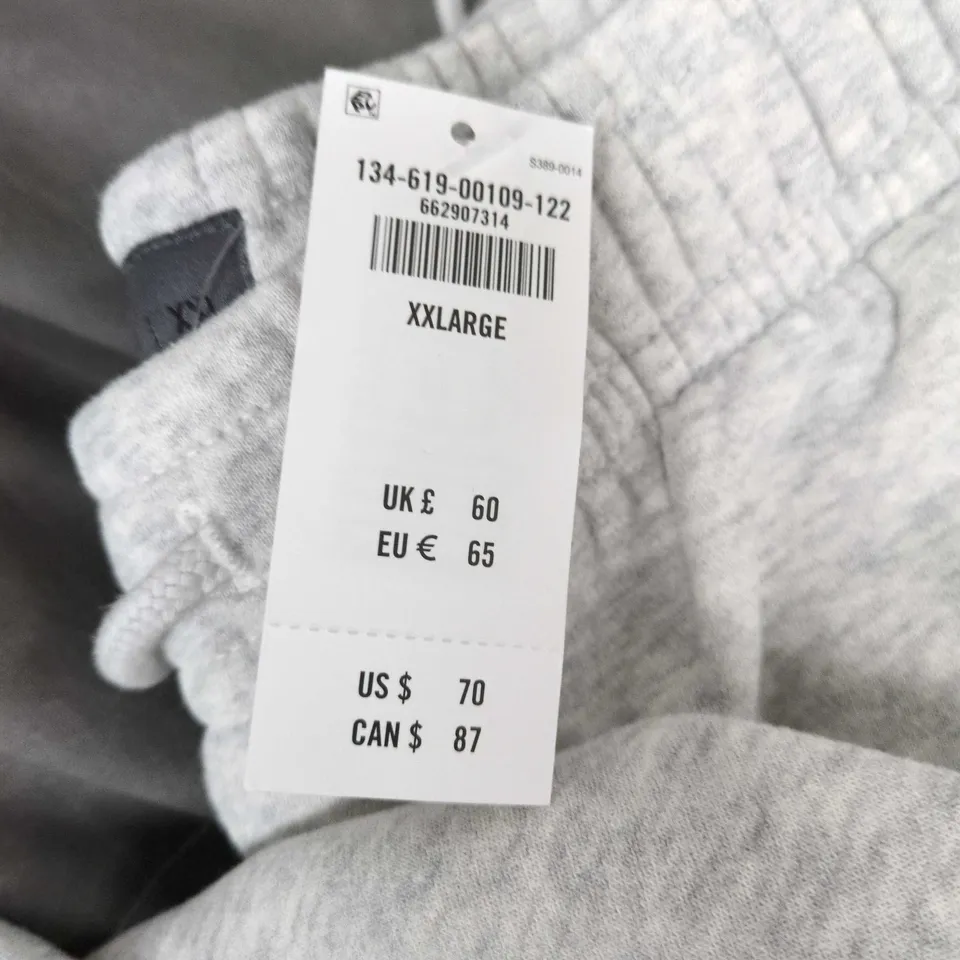 S389-0014
134-619-00109-122
662907314
XXLARGE
UK £ 60
EU € 65
US $ 70
CAN $ 87